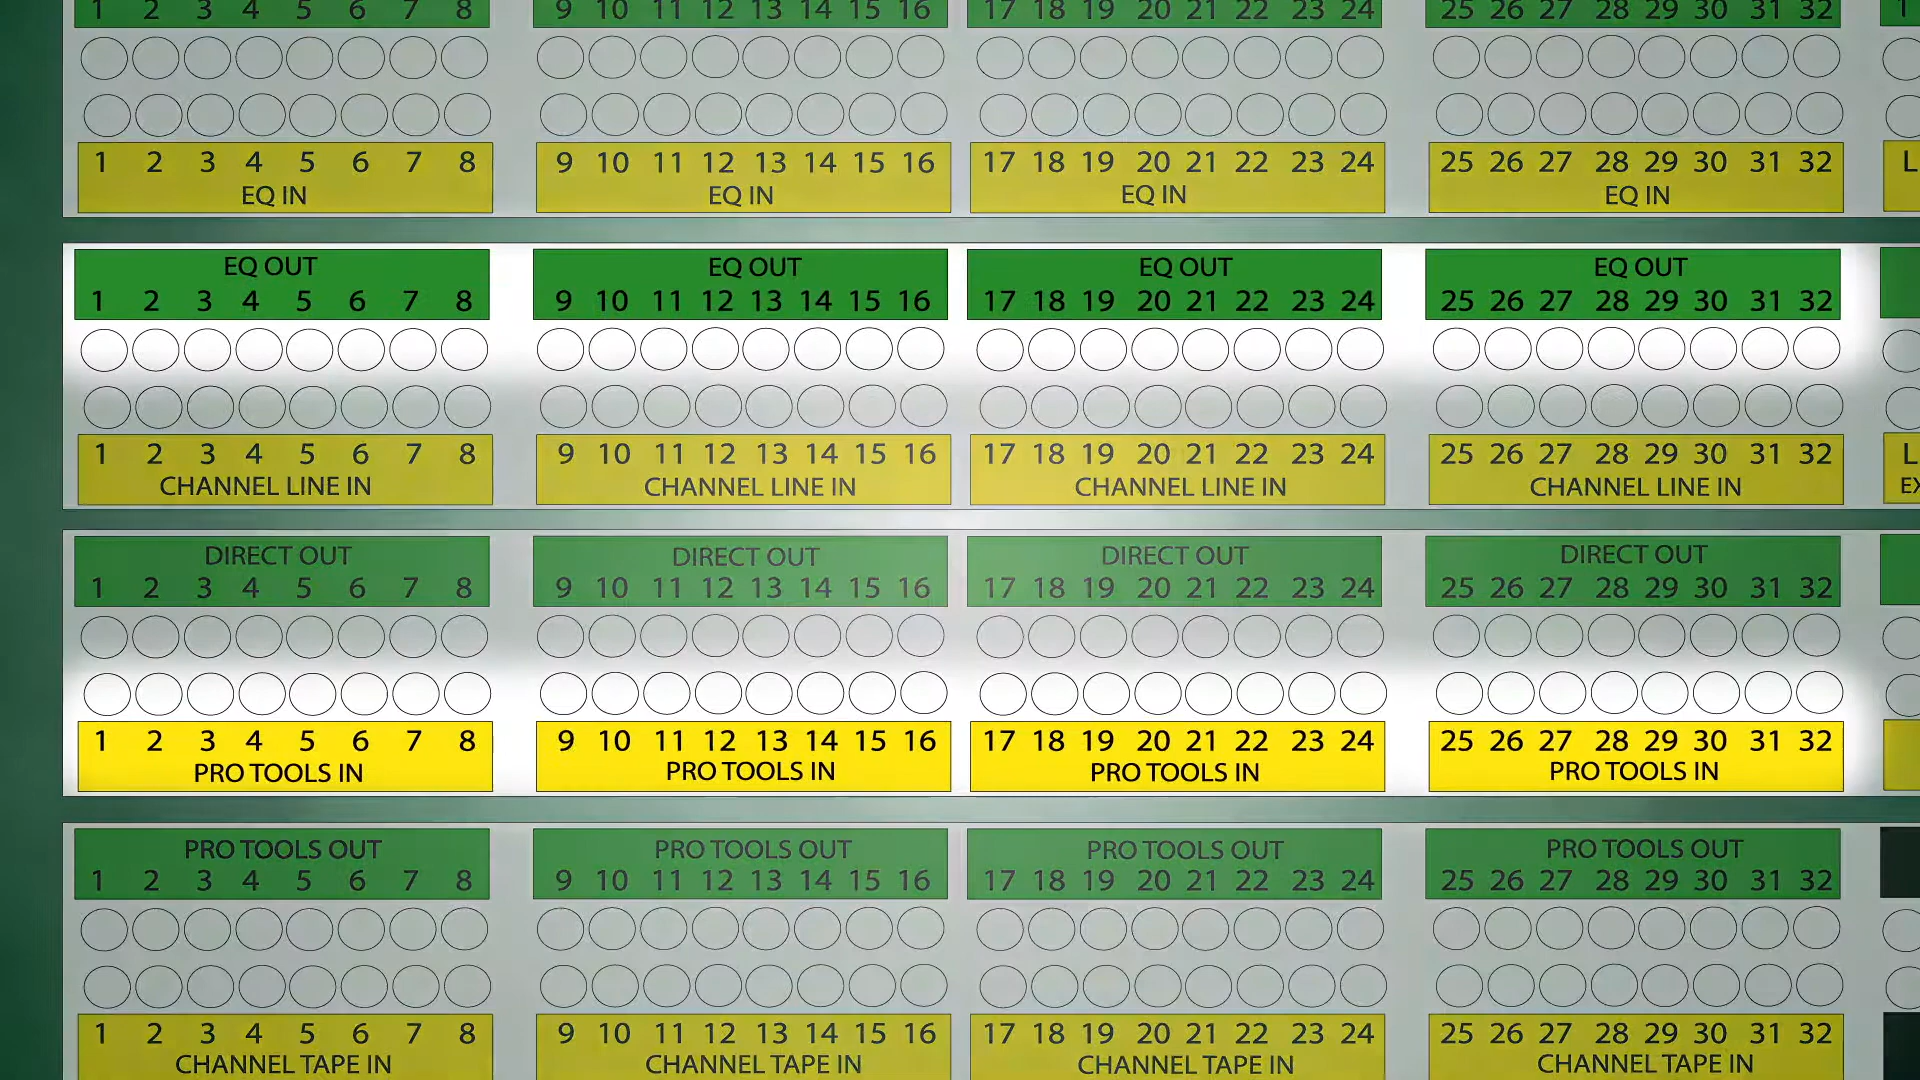 1 2 3 4 5 6 7 8 9 10 11 12 13 14 15 16 17 18 19 20 21 22 23 24 25 26 27 28 29 30 31 32
1 2 3 4 5 6 7 8 9 10 11 12 13 14 15 16 17 18 19 20 21 22 23 24 25 26 27 28 29 30 31 32 L
EQ IN EQ IN EQ IN EQ IN
EQ OUT EQ OUT EQ OUT EQ OUT
1 2 3 4 5 6 7 8 9 10 11 12 13 14 15 16 17 18 19 20 21 22 23 24 25 26 27 28 29 30 31 32
1 2 3 4 5 6 7 8 9 10 11 12 13 14 15 16 17 18 19 20 21 22 23 24 25 26 27 28 29 30 31 32 L
CHANNEL LINE IN CHANNEL LINE IN CHANNEL LINE IN CHANNEL LINE IN EX
DIRECT OUT DIRECT OUT DIRECT OUT DIRECT OUT
1 2 3 4 5 6 7 8 9 10 11 12 13 14 15 16 17 18 19 20 21 22 23 24 25 26 27 28 29 30 31 32
1 2 3 4 5 6 7 8 9 10 11 12 13 14 15 16 17 18 19 20 21 22 23 24 25 26 27 28 29 30 31 32
PRO TOOLS IN PRO TOOLS IN PRO TOOLS IN PRO TOOLS IN
PRO TOOLS OUT PRO TOOLS OUT PRO TOOLS OUT PRO TOOLS OUT
1 2 3 4 5 6 7 8 9 10 11 12 13 14 15 16 17 18 19 20 21 22 23 24 25 26 27 28 29 30 31 32
1 2 3 4 5 6 7 8 9 10 11 12 13 14 15 16 17 18 19 20 21 22 23 24 25 26 27 28 29 30 31 32
CHANNEL TAPE IN CHANNEL TAPE IN CHANNEL TAPE IN CHANNEL TAPE IN